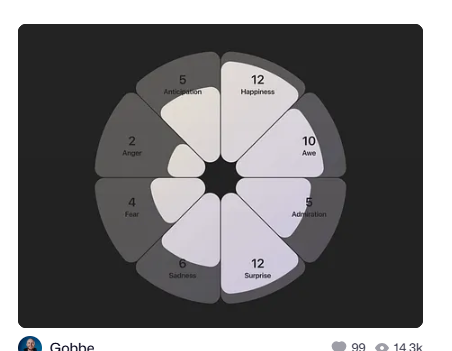 5
Anticipation
12
Happiness
2
Anger
10
Awe
4
Fear
5
Admiration
6
Sadness
12
Surprise
Gobbe 99 14.3k